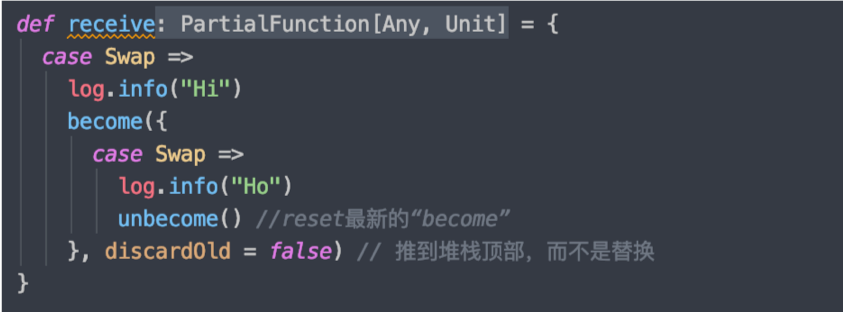 def receive: PartialFunction[Any, Unit] = {
case Swap =>
log.info("Hi")
become({
case Swap =>
log.info("Ho")
unbecome() //reset最新的“become”
}, discardOld = false) // 推到堆栈顶部，而不是替换
}